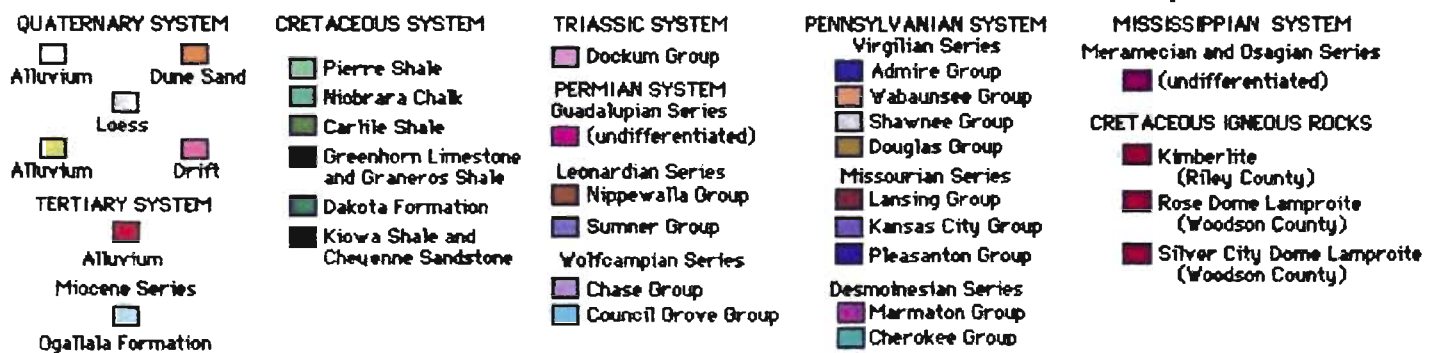 QUATERNARY SYSTEM
Alluvium
Dune Sand
Loess
Alluvium
Drift
TERTIARY SYSTEM
Alluvium
Miocene Series
Ogallala Formation
CRETACEOUS SYSTEM
Pierre Shale
Niobrara Chalk
Carlile Shale
Greenhorn Limestone
and Graneros Shale
Dakota Formation
Kiowa Shale and
Cheyenne Sandstone
TRIASSIC SYSTEM
Dockum Group
PERMIAN SYSTEM
Guadalupian Series
(undifferentiated)
Leonardian Series
Nippewalla Group
Sumner Group
Wolfcampian Series
Chase Group
Council Grove Group
PENNSYLVANIAN SYSTEM
Virgilian Series
Admire Group
Wabaunsee Group
Shawnee Group
Douglas Group
Missourian Series
Lansing Group
Kansas City Group
Pleasanton Group
Desmoinesian Series
Marmaton Group
Cherokee Group
MISSISSIPPIAN SYSTEM
Meramecian and Osagian Series
(undifferentiated)
CRETACEOUS IGNEOUS ROCKS
Kimberlite
(Riley County)
Rose Dome Lamproite
(Woodson County)
Silver City Dome Lamproite
(Woodson County)